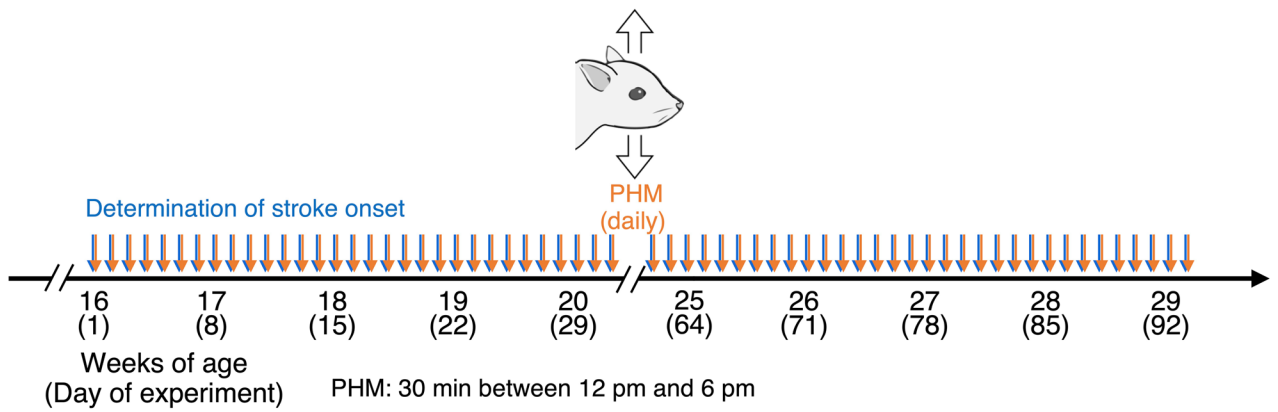 PHM
(daily)
Determination of stroke onset
16 17 18 19 20 25 26 27 28 29
(1) (8) (15) (22) (29) (64) (71) (78) (85) (92)
Weeks of age
(Day of experiment)
PHM: 30 min between 12 pm and 6 pm